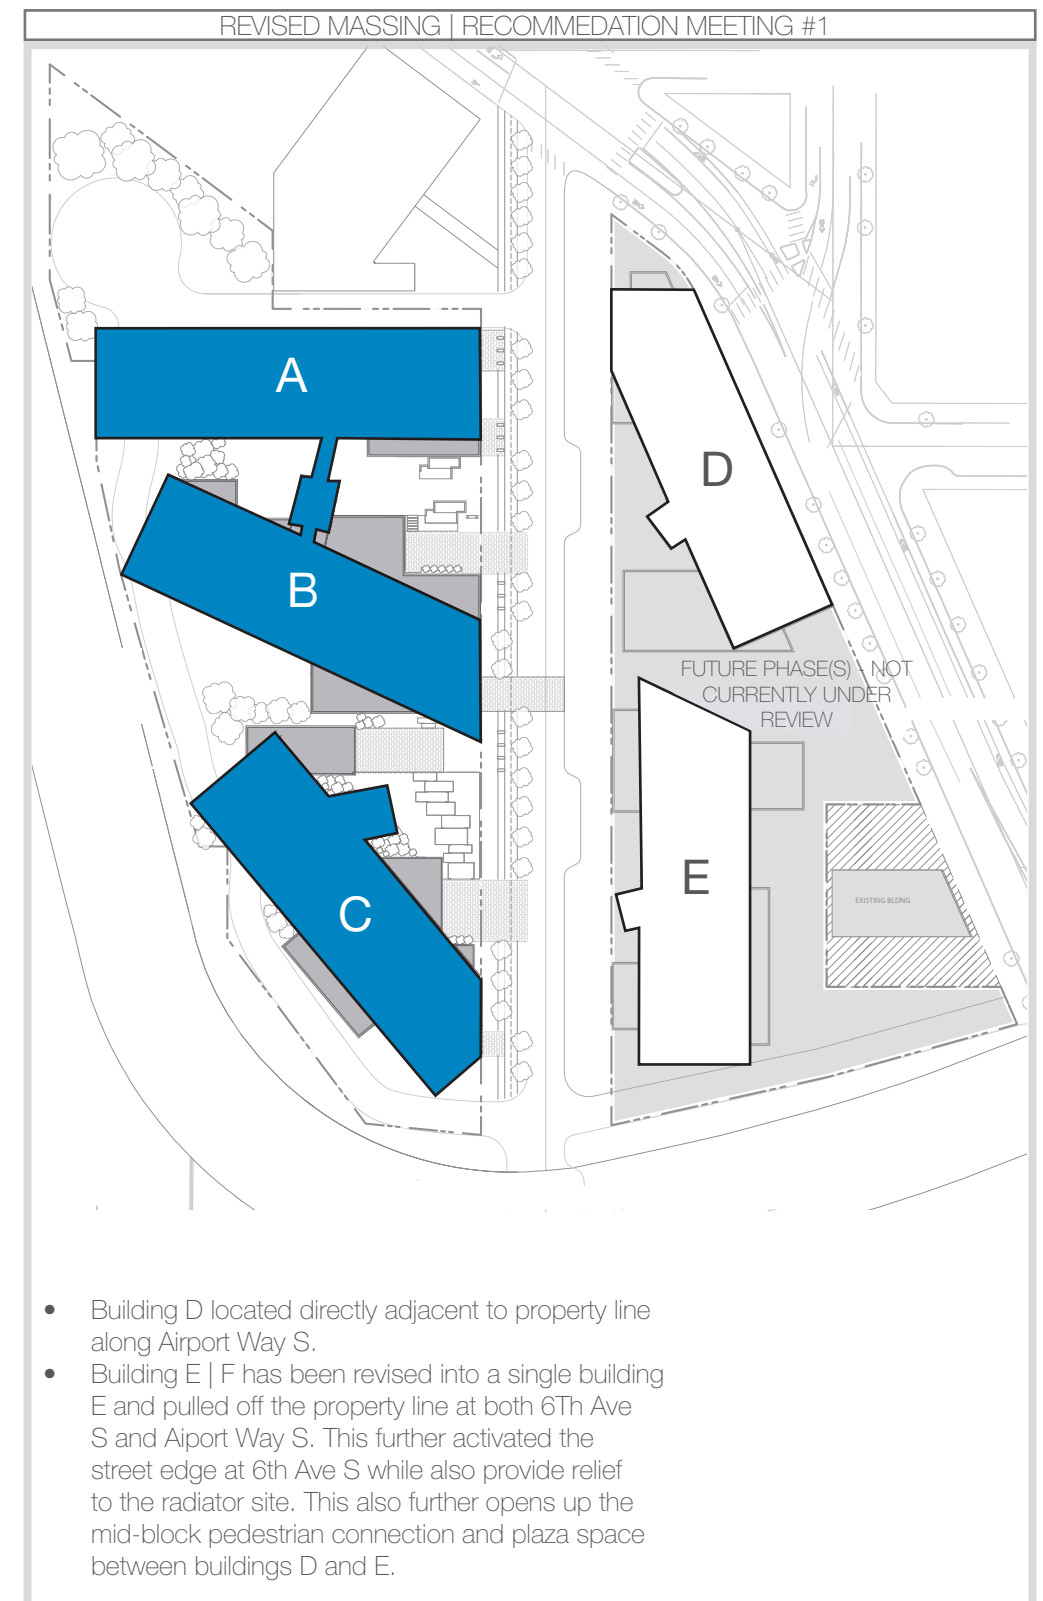 REVISED MASSING | RECOMMEDATION MEETING #1
A
B
C
D
FUTURE PHASE(S) - NOT
CURRENTLY UNDER
REVIEW
E
EXISTING BLDNG
• Building D located directly adjacent to property line
along Airport Way S.
• Building E | F has been revised into a single building
E and pulled off the property line at both 6Th Ave
S and Aiport Way S. This further activated the
street edge at 6th Ave S while also provide relief
to the radiator site. This also further opens up the
mid-block pedestrian connection and plaza space
between buildings D and E.